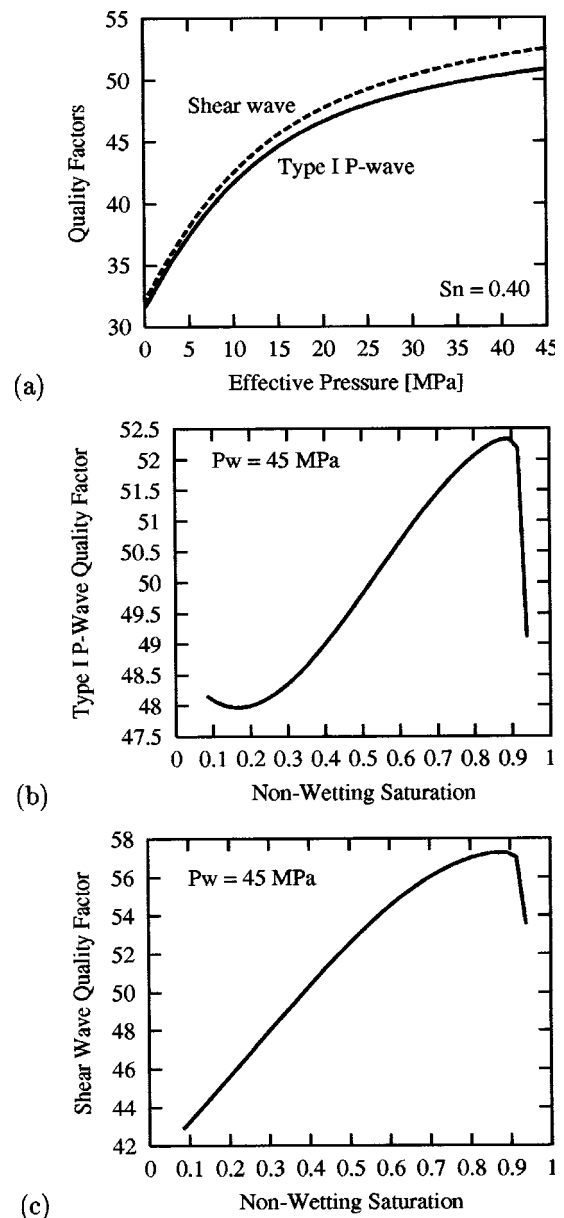 55
50
45
40
35
30
Quality Factors
Shear wave
Type I P-wave
Sn = 0.40
0 5 10 15 20 25 30 35 40 45
Effective Pressure [MPa]
(a)
52.5
52
51.5
51
50.5
50
49.5
49
48.5
48
47.5
Type I P-Wave Quality Factor
Pw = 45 MPa
0 0.1 0.2 0.3 0.4 0.5 0.6 0.7 0.8 0.9 1
Non-Wetting Saturation
(b)
58
56
54
52
50
48
46
44
42
Shear Wave Quality Factor
Pw = 45 MPa
0 0.1 0.2 0.3 0.4 0.5 0.6 0.7 0.8 0.9 1
Non-Wetting Saturation
(c)